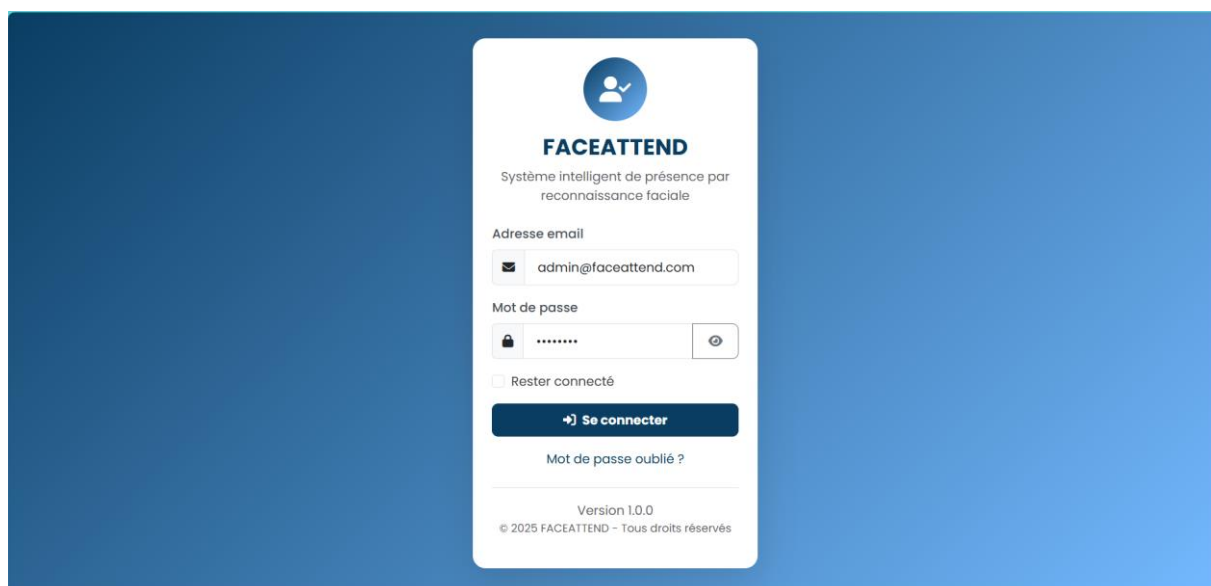 FACEATTEND
Système intelligent de présence par
reconnaissance faciale
Adresse email
admin@faceattend.com
Mot de passe
••••••••
Rester connecté
Se connecter
Mot de passe oublié ?
Version 1.0.0
© 2025 FACEATTEND - Tous droits réservés